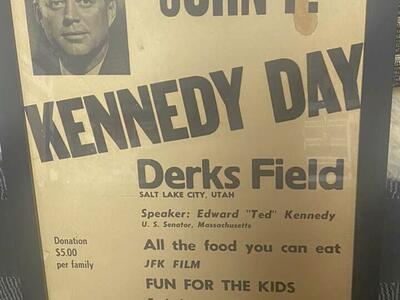 JOHN F.
KENNEDY DAY
Derks Field
SALT LAKE CITY, UTAH
Speaker: Edward "Ted" Kennedy
U. S. Senator, Massachusetts
Donation
$5.00
per family
All the food you can eat
JFK FILM
FUN FOR THE KIDS